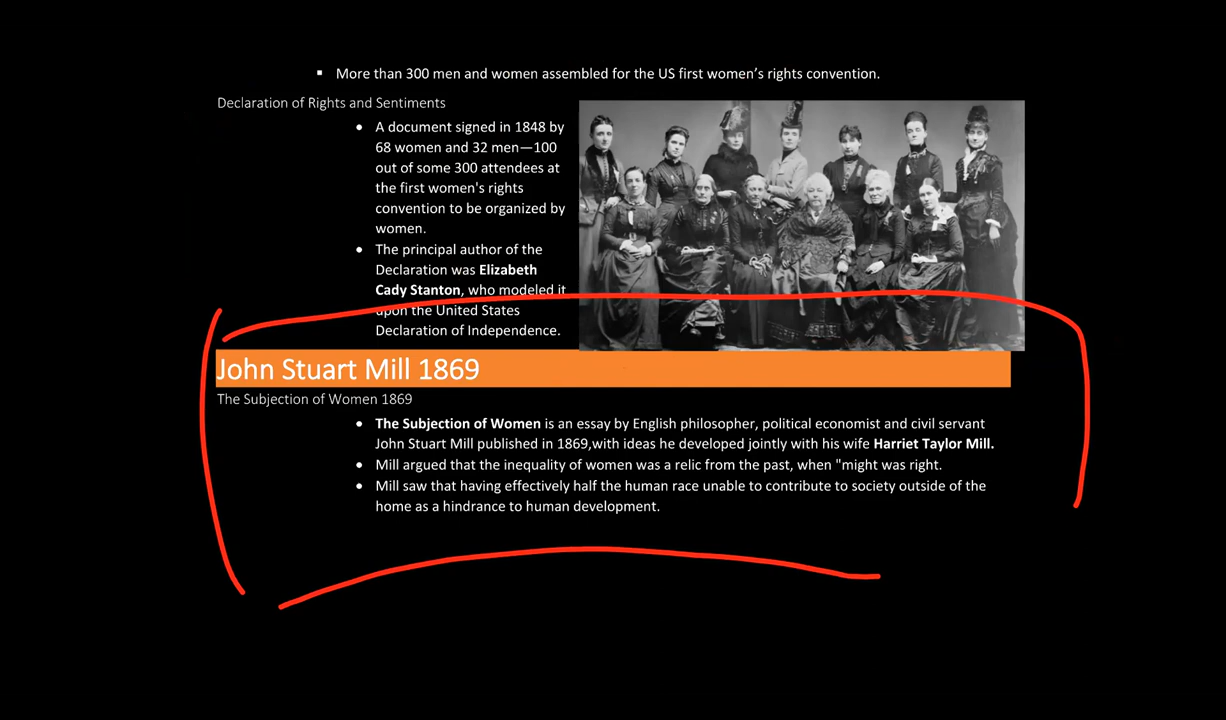 ▪ More than 300 men and women assembled for the US first women’s rights convention.
Declaration of Rights and Sentiments
• A document signed in 1848 by
68 women and 32 men—100
out of some 300 attendees at
the first women's rights
convention to be organized by
women.
• The principal author of the
Declaration was Elizabeth
Cady Stanton, who modeled it
upon the United States
Declaration of Independence.
John Stuart Mill 1869
The Subjection of Women 1869
• The Subjection of Women is an essay by English philosopher, political economist and civil servant
John Stuart Mill published in 1869,with ideas he developed jointly with his wife Harriet Taylor Mill.
• Mill argued that the inequality of women was a relic from the past, when "might was right.
• Mill saw that having effectively half the human race unable to contribute to society outside of the
home as a hindrance to human development.